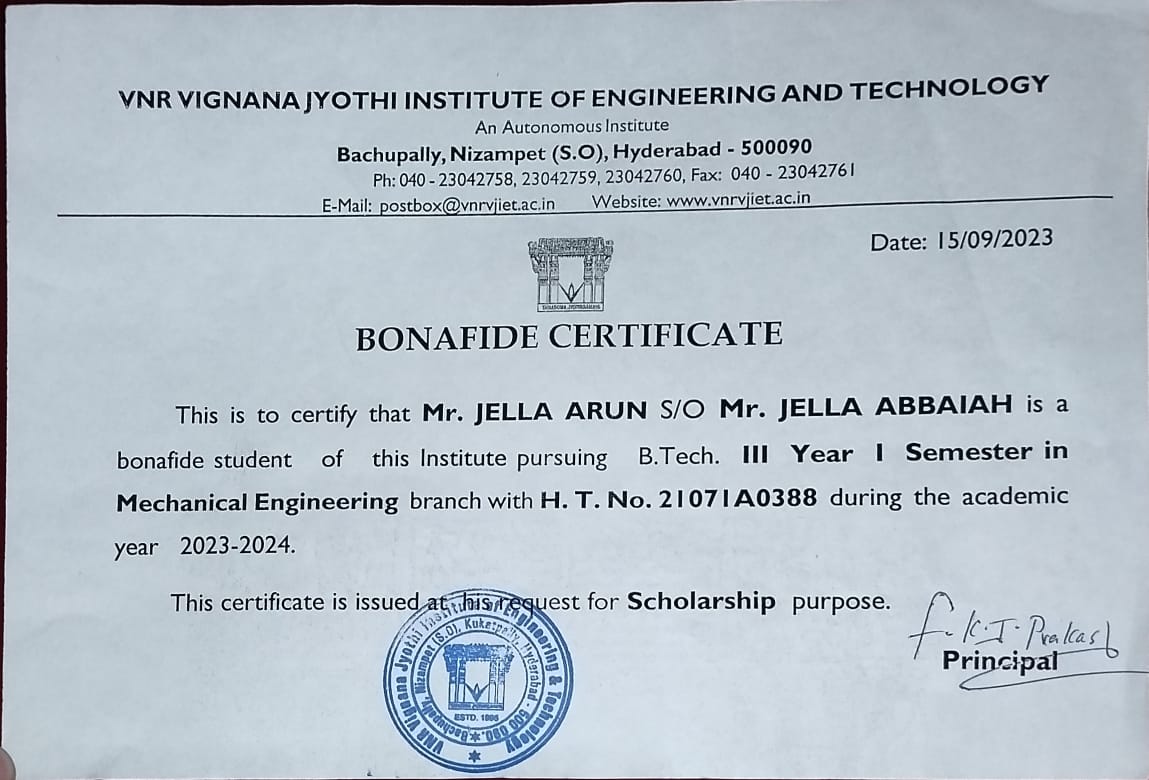 VNR VIGNANA JYOTHI INSTITUTE OF ENGINEERING AND TECHNOLOGY
An Autonomous Institute
Bachupally, Nizampet (S.O), Hyderabad - 500090
Ph: 040 - 23042758, 23042759, 23042760, Fax: 040 - 23042761
E-Mail: postbox@vnrvjiet.ac.in Website: www.vnrvjiet.ac.in
Date: 15/09/2023
BONAFIDE CERTIFICATE
This is to certify that Mr. JELLA ARUN S/O Mr. JELLA ABBAIAH is a
bonafide student of this Institute pursuing B.Tech. III Year I Semester in
Mechanical Engineering branch with H. T. No. 21071A0388 during the academic
year 2023-2024.
This certificate is issued at his request for Scholarship purpose.
K.T. Prakash
Principal
VNR Vignana Jyothi Institute of Engineering & Technology
Bachupally, Nizampet (S.O), Kukatpally, Hyderabad - 500 090.
ESTD. 1995